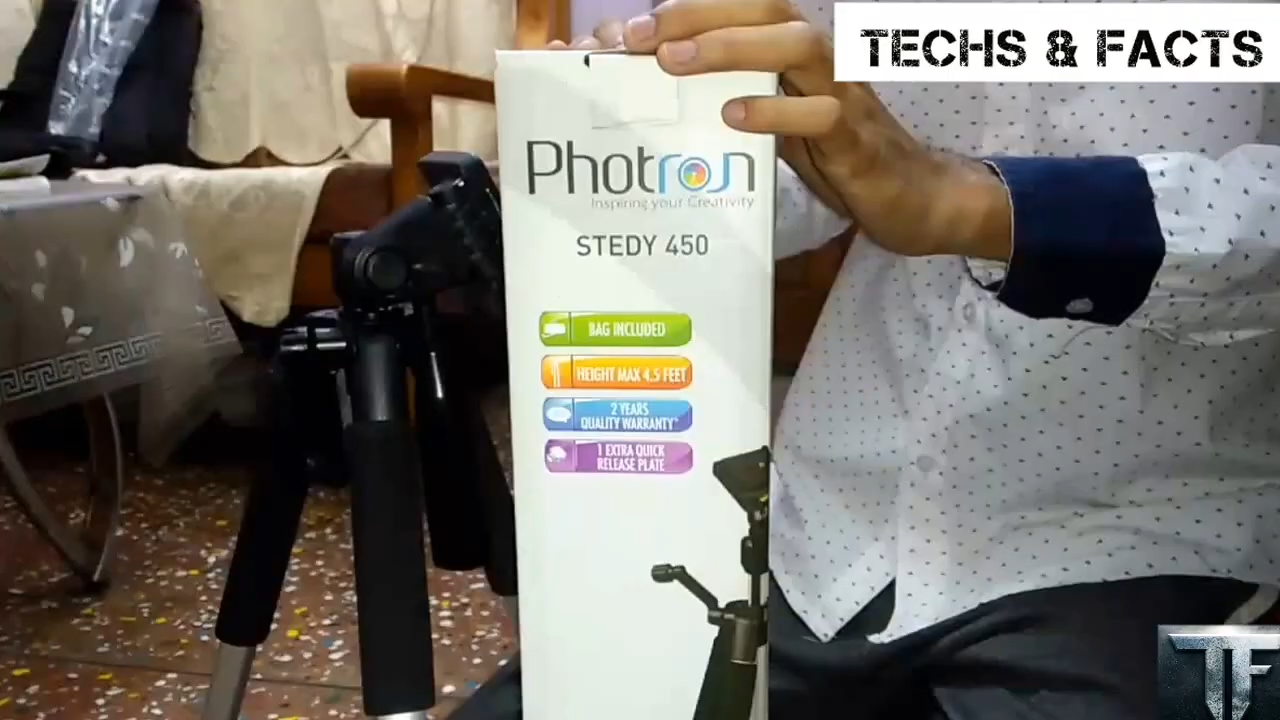 TECHS & FACTS
Photron
Inspiring your Creativity
STEDY 450
BAG INCLUDED
HEIGHT MAX 4.5 FEET
2 YEARS
QUALITY WARRANTY*
1 EXTRA QUICK
RELEASE PLATE
TF